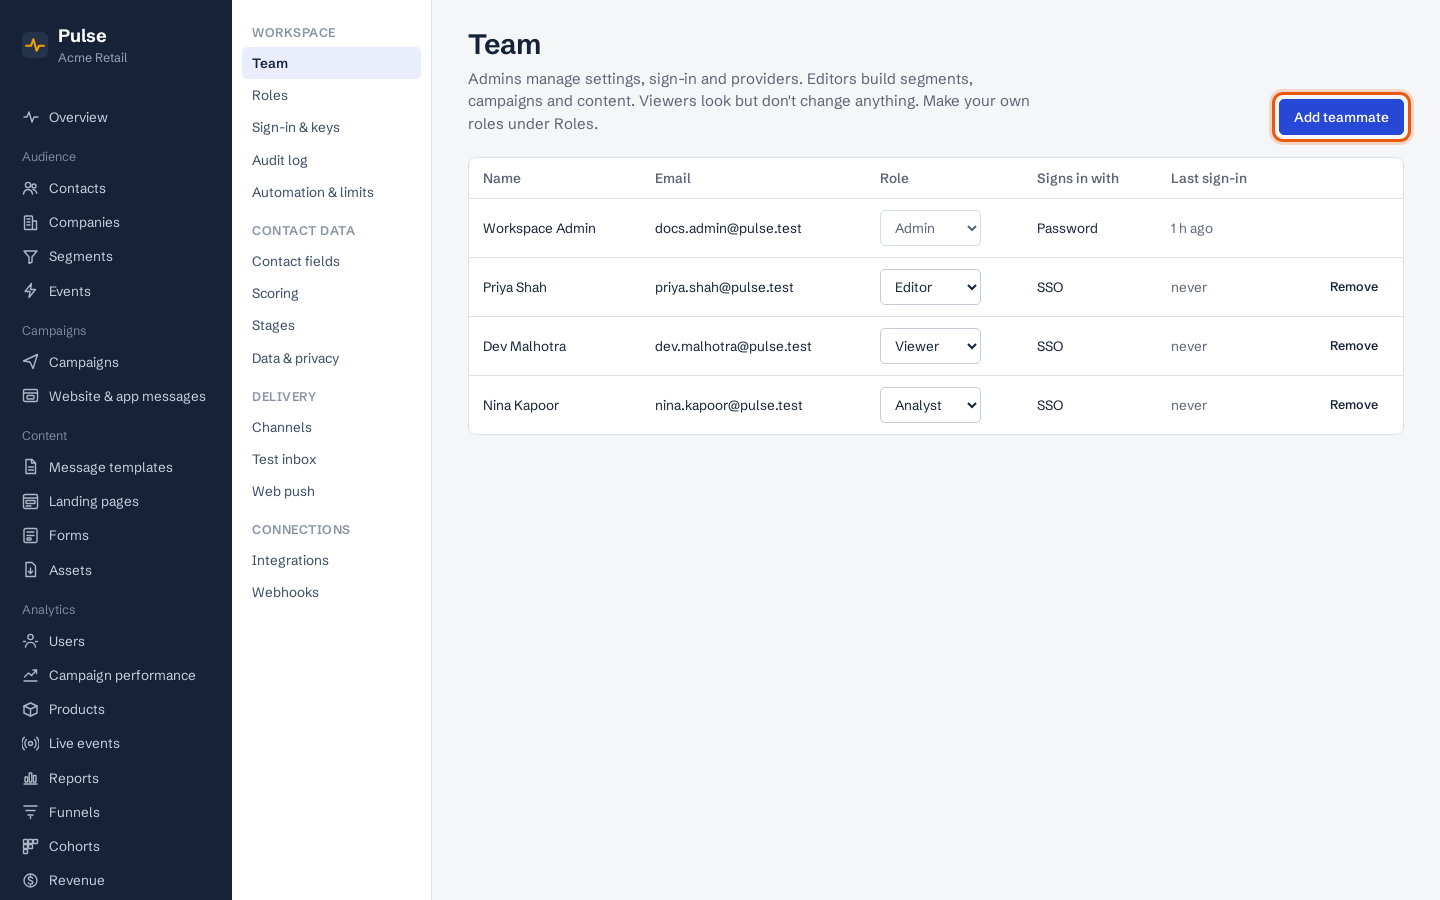 Pulse
Acme Retail
Overview
Audience
Contacts
Companies
Segments
Events
Campaigns
Campaigns
Website & app messages
Content
Message templates
Landing pages
Forms
Assets
Analytics
Users
Campaign performance
Products
Live events
Reports
Funnels
Cohorts
Revenue
WORKSPACE
Team
Roles
Sign-in & keys
Audit log
Automation & limits
CONTACT DATA
Contact fields
Scoring
Stages
Data & privacy
DELIVERY
Channels
Test inbox
Web push
CONNECTIONS
Integrations
Webhooks
Team
Admins manage settings, sign-in and providers. Editors build segments,
campaigns and content. Viewers look but don't change anything. Make your own
roles under Roles.
Add teammate
Name Email Role Signs in with Last sign-in
Workspace Admin docs.admin@pulse.test Admin Password 1 h ago
Priya Shah priya.shah@pulse.test Editor SSO never Remove
Dev Malhotra dev.malhotra@pulse.test Viewer SSO never Remove
Nina Kapoor nina.kapoor@pulse.test Analyst SSO never Remove